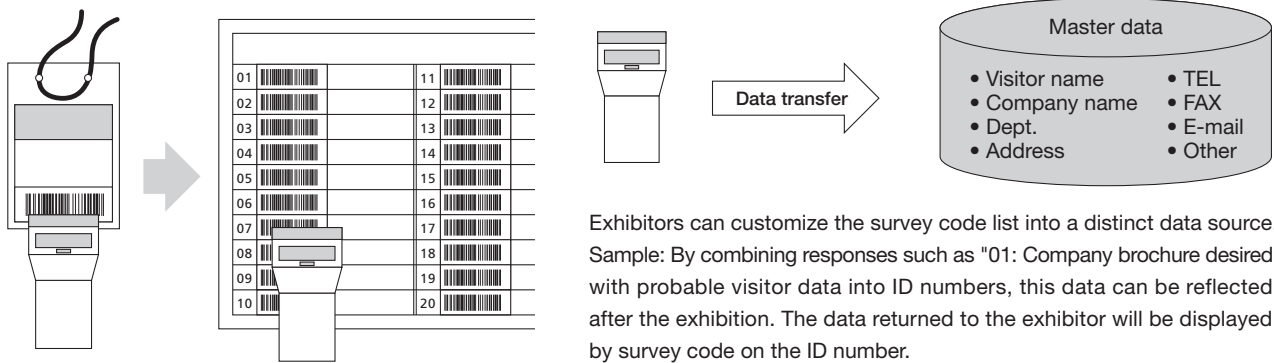 01 11
02 12
03 13
04 14
05 15
06 16
07 17
08 18
09 19
10 20
Data transfer
Master data
• Visitor name • TEL
• Company name • FAX
• Dept. • E-mail
• Address • Other
Exhibitors can customize the survey code list into a distinct data source
Sample: By combining responses such as "01: Company brochure desired
with probable visitor data into ID numbers, this data can be reflected
after the exhibition. The data returned to the exhibitor will be displayed
by survey code on the ID number.